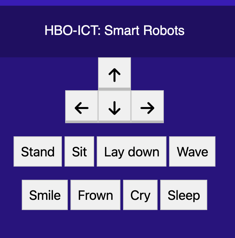 HBO-ICT: Smart Robots
↑
← ↓ →
Stand Sit Lay down Wave
Smile Frown Cry Sleep